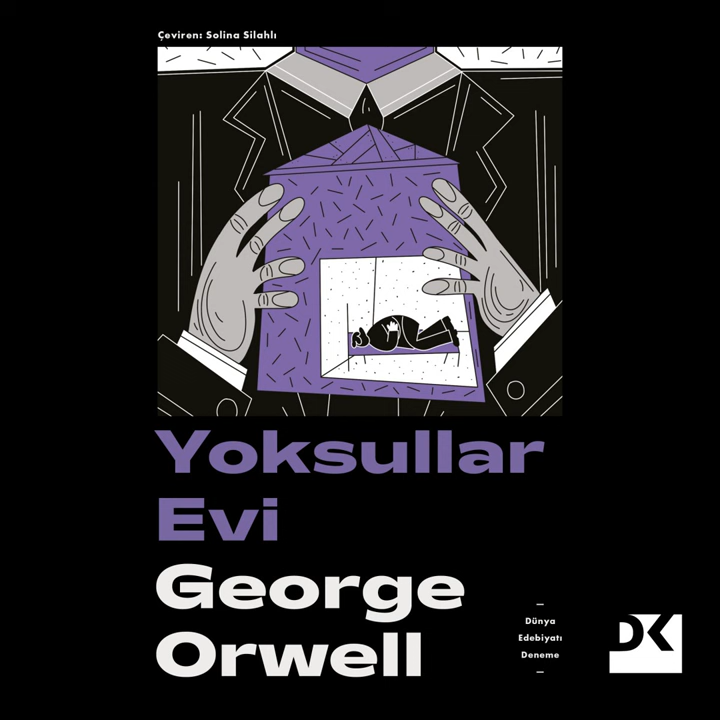 Çeviren: Solina Silahlı
Yoksullar
Evi
George
Orwell
Dünya
Edebiyatı
Deneme
DK